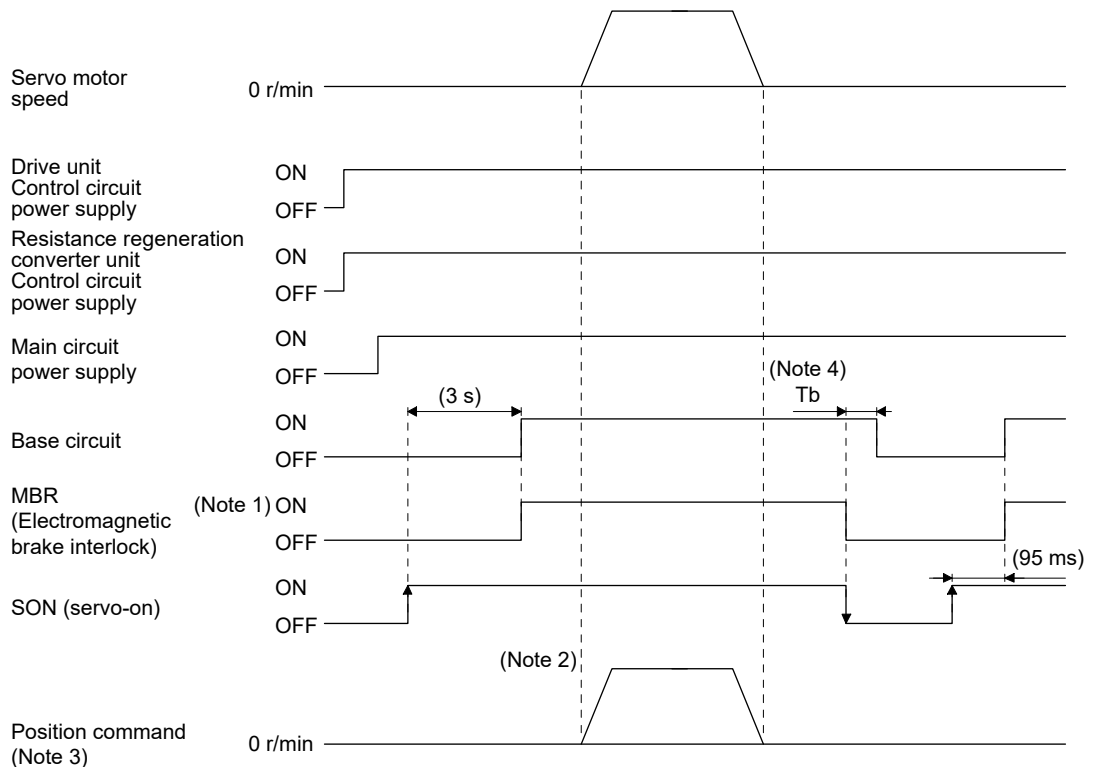 Servo motor
speed
0 r/min
Drive unit
Control circuit
power supply
ON
OFF
Resistance regeneration
converter unit
Control circuit
power supply
ON
OFF
Main circuit
power supply
ON
OFF
(Note 4)
Tb
(3 s)
Base circuit
ON
OFF
MBR
(Electromagnetic
brake interlock)
(Note 1) ON
OFF
(95 ms)
SON (servo-on)
ON
OFF
(Note 2)
Position command
(Note 3)
0 r/min